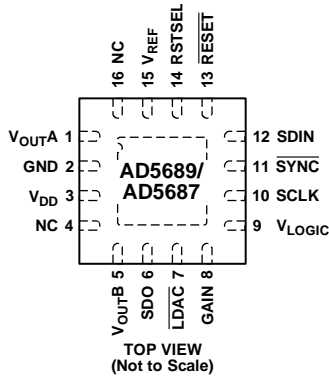 16 NC
15 VREF
14 RSTSEL
13 RESET
VOUTA 1
GND 2
VDD 3
NC 4
AD5689/
AD5687
12 SDIN
11 SYNC
10 SCLK
9 VLOGIC
VOUTB 5
SDO 6
LDAC 7
GAIN 8
TOP VIEW
(Not to Scale)